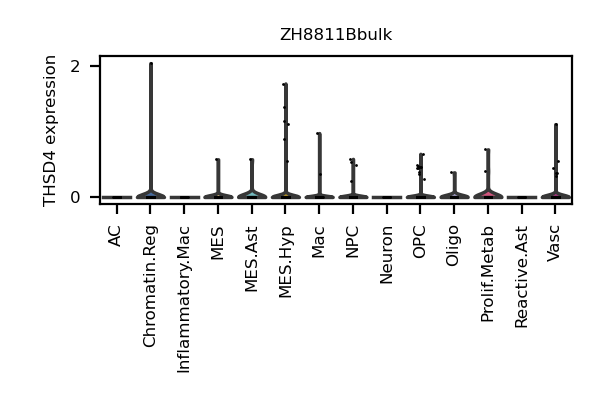 ZH8811Bbulk
THSD4 expression
2
0
AC
Chromatin.Reg
Inflammatory.Mac
MES
MES.Ast
MES.Hyp
Mac
NPC
Neuron
OPC
Oligo
Prolif.Metab
Reactive.Ast
Vasc